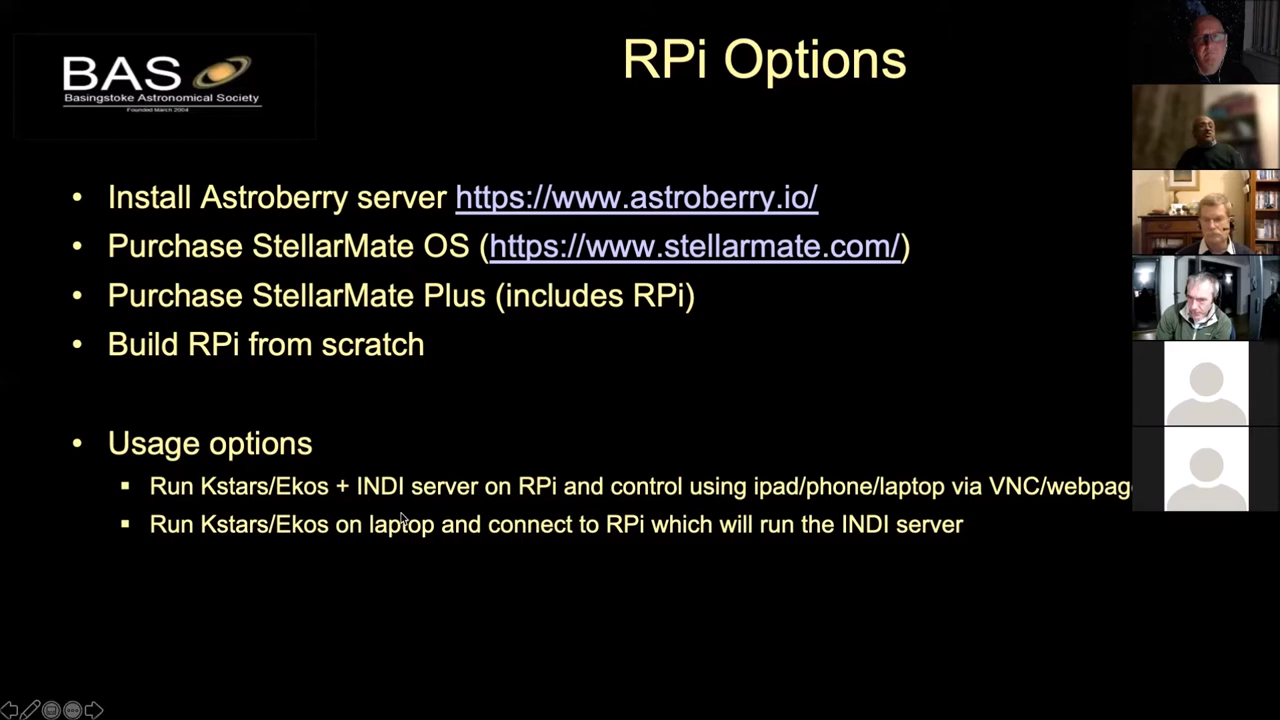 BAS
Basingstoke Astronomical Society
Founded March 2004
RPi Options
• Install Astroberry server https://www.astroberry.io/
• Purchase StellarMate OS (https://www.stellarmate.com/)
• Purchase StellarMate Plus (includes RPi)
• Build RPi from scratch
• Usage options
▪ Run Kstars/Ekos + INDI server on RPi and control using ipad/phone/laptop via VNC/webpag
▪ Run Kstars/Ekos on laptop and connect to RPi which will run the INDI server